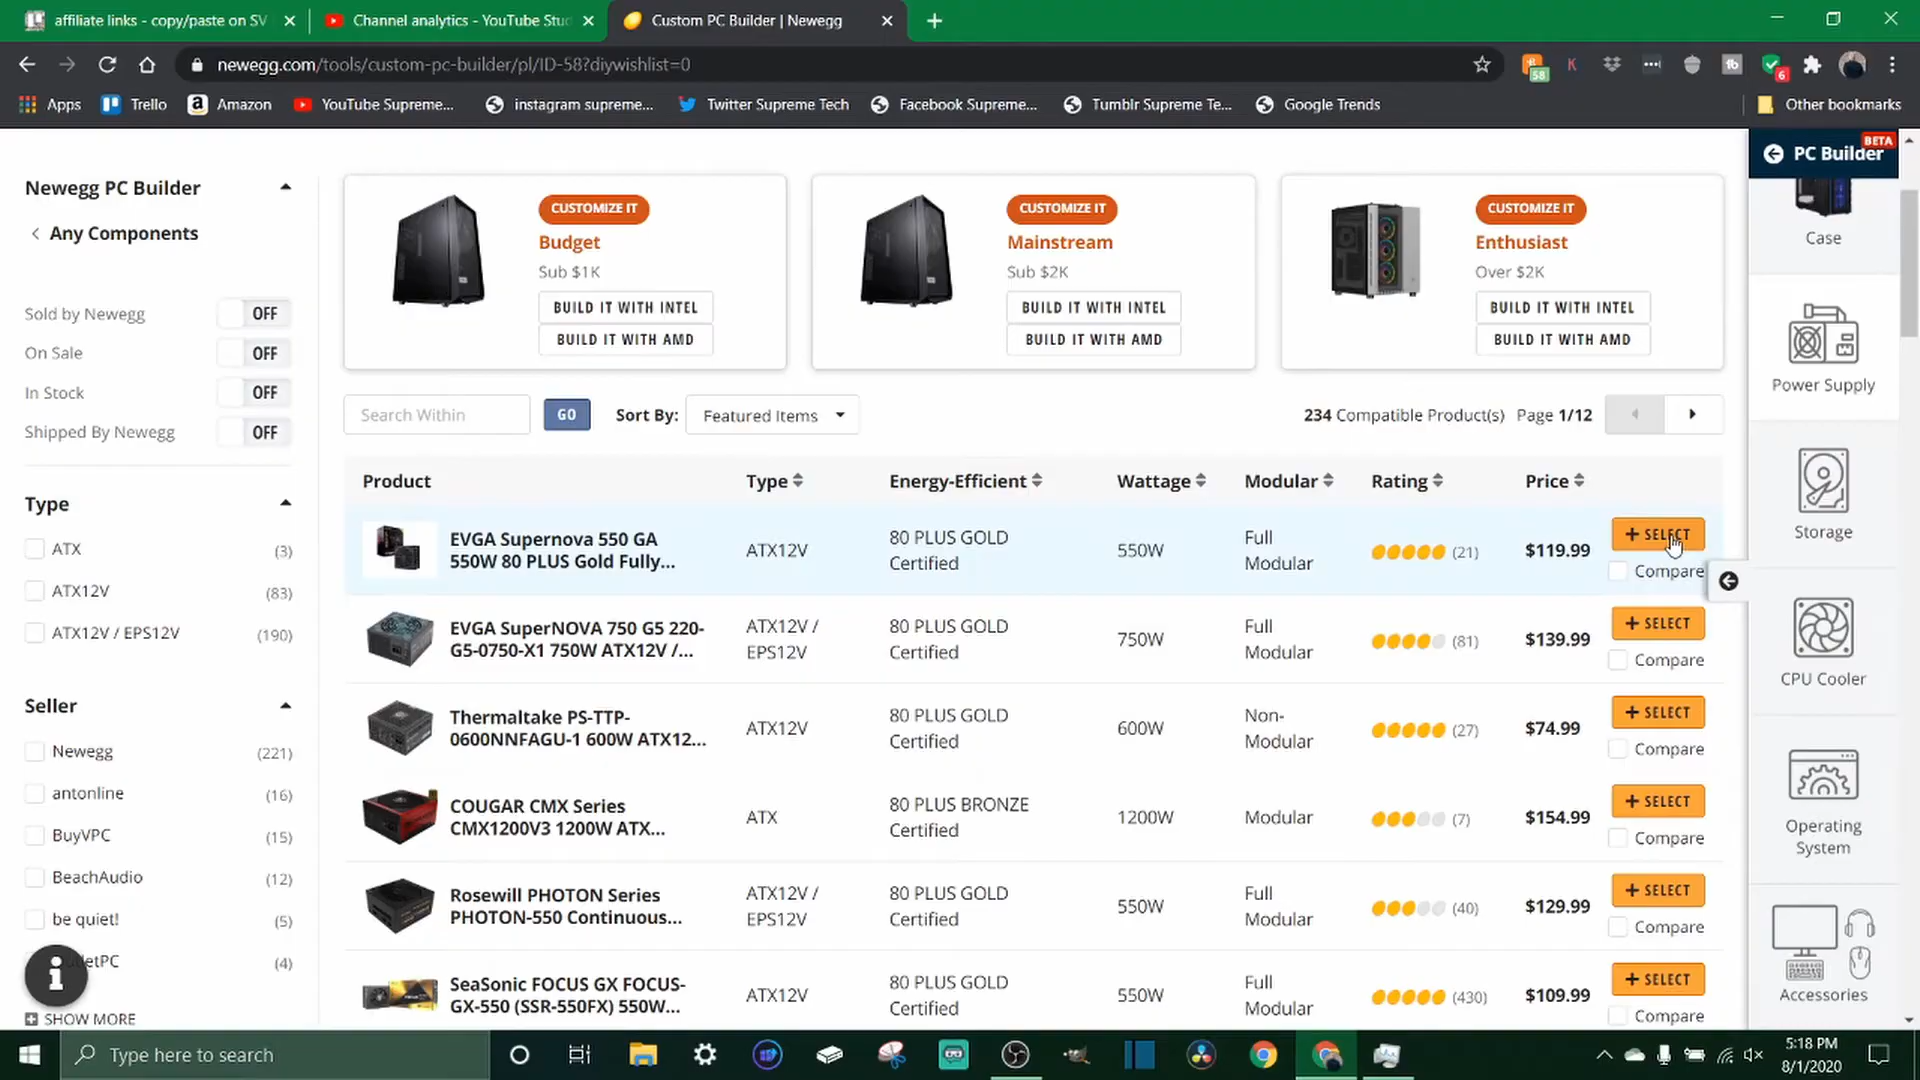 affiliate links - copy/paste on SV
Channel analytics - YouTube Stu
Custom PC Builder | Newegg
newegg.com/tools/custom-pc-builder/pl/ID-58?diywishlist=0
58
K
tb
6
Apps
Trello
Amazon
YouTube Supreme...
instagram supreme...
Twitter Supreme Tech
Facebook Supreme...
Tumblr Supreme Te...
Google Trends
Other bookmarks
Newegg PC Builder
Any Components
Sold by Newegg OFF
On Sale OFF
In Stock OFF
Shipped By Newegg OFF
Type
ATX (3)
ATX12V (83)
ATX12V / EPS12V (190)
Seller
Newegg (221)
antonline (16)
BuyVPC (15)
BeachAudio (12)
be quiet! (5)
letPC (4)
SHOW MORE
CUSTOMIZE IT
Budget
Sub $1K
BUILD IT WITH INTEL
BUILD IT WITH AMD
CUSTOMIZE IT
Mainstream
Sub $2K
BUILD IT WITH INTEL
BUILD IT WITH AMD
CUSTOMIZE IT
Enthusiast
Over $2K
BUILD IT WITH INTEL
BUILD IT WITH AMD
Search Within
GO
Sort By:
Featured Items
234 Compatible Product(s) Page 1/12
Product Type Energy-Efficient Wattage Modular Rating Price
EVGA Supernova 550 GA
550W 80 PLUS Gold Fully...
ATX12V
80 PLUS GOLD
Certified
550W
Full
Modular
(21)
$119.99
+ SELECT
Compare
EVGA SuperNOVA 750 G5 220-
G5-0750-X1 750W ATX12V /...
ATX12V /
EPS12V
80 PLUS GOLD
Certified
750W
Full
Modular
(81)
$139.99
+ SELECT
Compare
Thermaltake PS-TTP-
0600NNFAGU-1 600W ATX12...
ATX12V
80 PLUS GOLD
Certified
600W
Non-
Modular
(27)
$74.99
+ SELECT
Compare
COUGAR CMX Series
CMX1200V3 1200W ATX...
ATX
80 PLUS BRONZE
Certified
1200W
Modular
(7)
$154.99
+ SELECT
Compare
Rosewill PHOTON Series
PHOTON-550 Continuous...
ATX12V /
EPS12V
80 PLUS GOLD
Certified
550W
Full
Modular
(40)
$129.99
+ SELECT
Compare
SeaSonic FOCUS GX FOCUS-
GX-550 (SSR-550FX) 550W...
ATX12V
80 PLUS GOLD
Certified
550W
Full
Modular
(430)
$109.99
+ SELECT
Compare
BETA
PC Builder
Case
Power Supply
Storage
CPU Cooler
Operating
System
Accessories
Type here to search
5:18 PM
8/1/2020